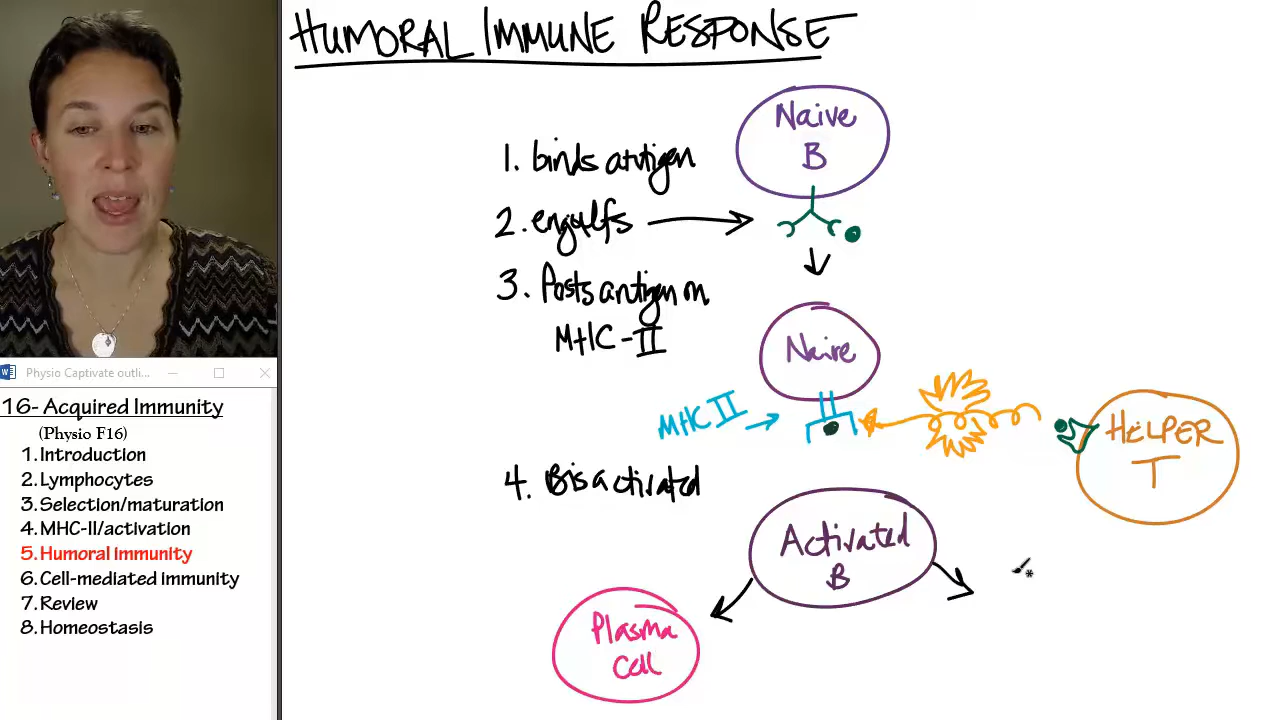 HUMORAL IMMUNE RESPONSE
Naive
B
1. binds antigen
2. engulfs
3. Posts antigen on
MHC-II
Naive
MHC II
HELPER
T
4. B is activated
Activated
B
Plasma
Cell
Physio Captivate outli...
16- Acquired Immunity
(Physio F16)
1. Introduction
2. Lymphocytes
3. Selection/maturation
4. MHC-II/activation
5. Humoral immunity
6. Cell-mediated immunity
7. Review
8. Homeostasis